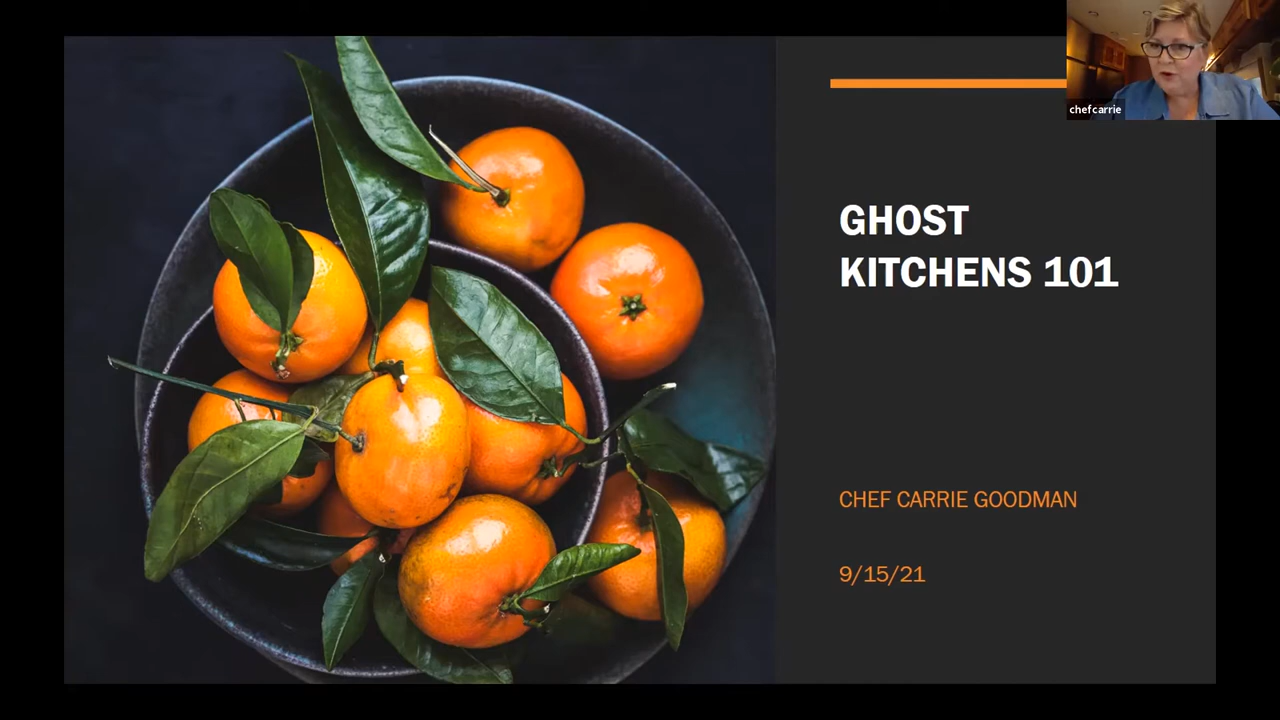 chefcarrie
GHOST
KITCHENS 101
CHEF CARRIE GOODMAN
9/15/21